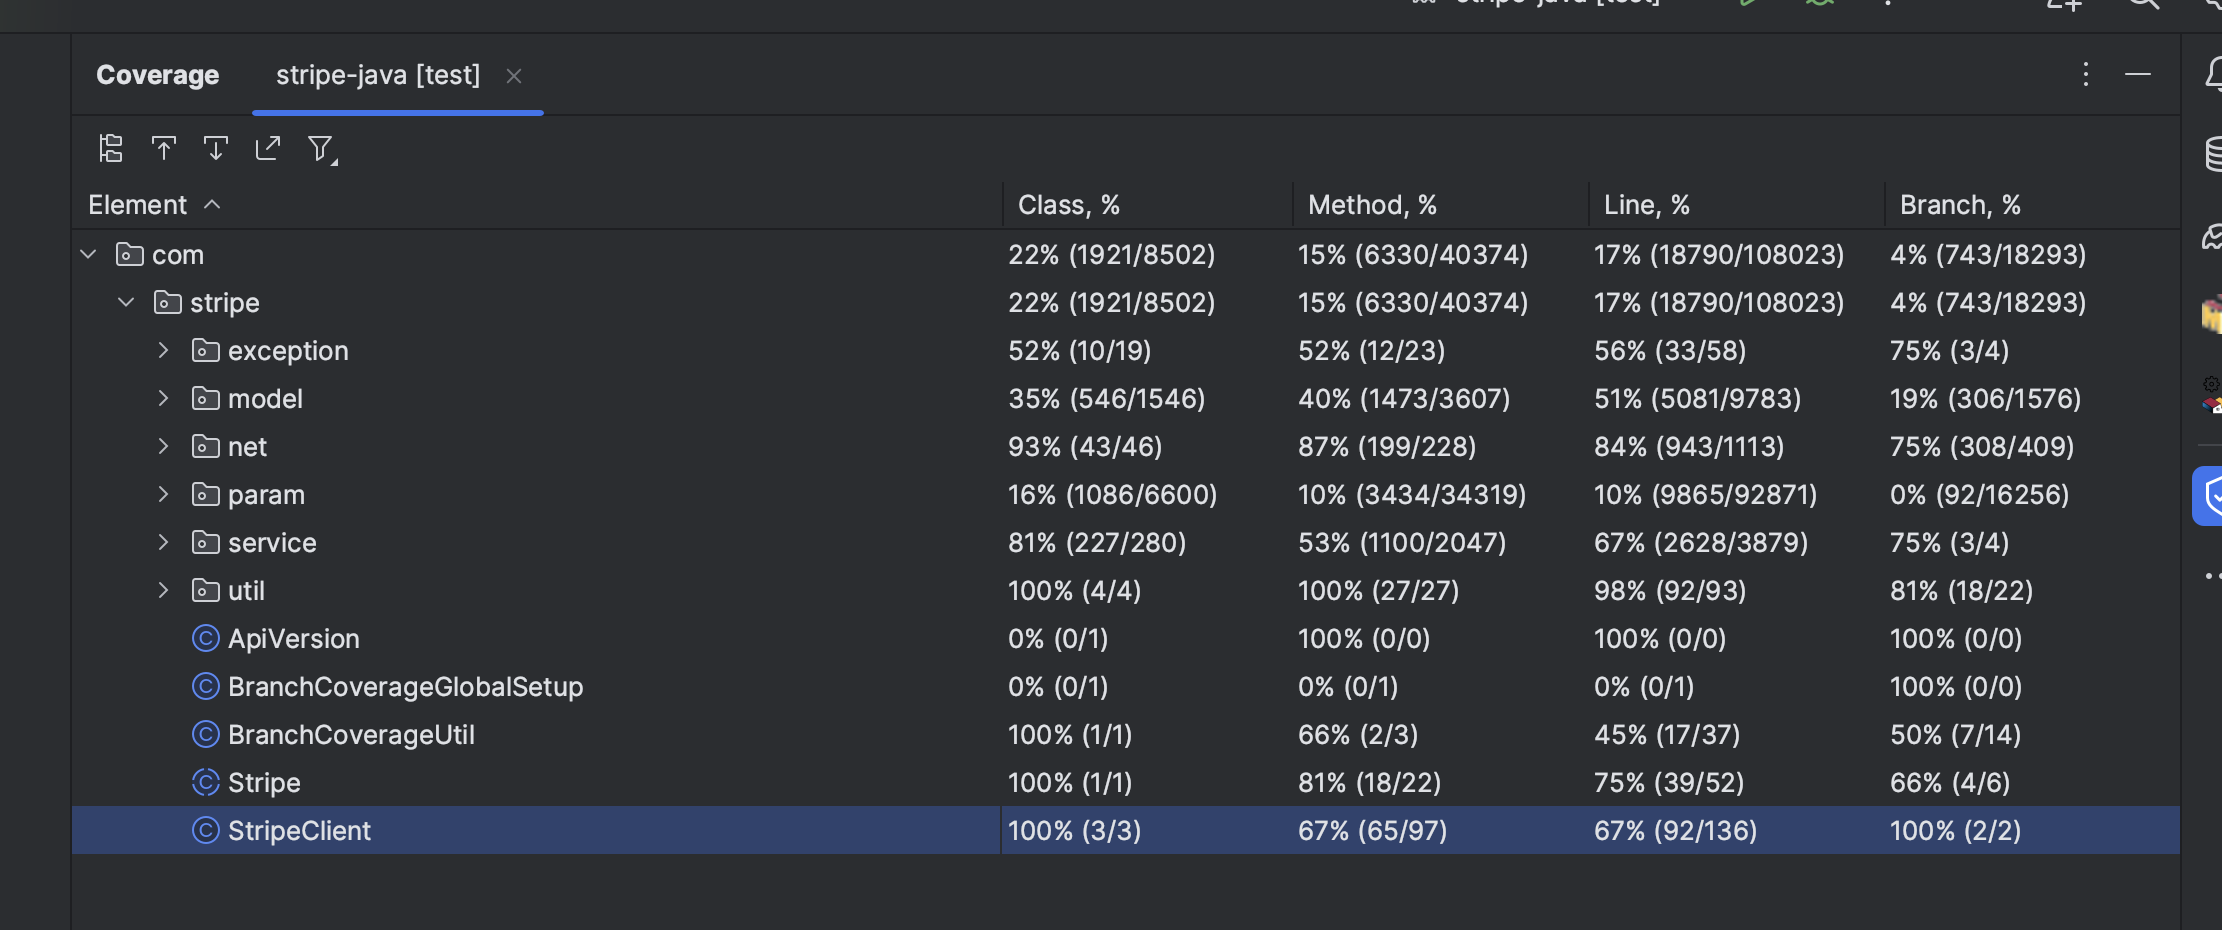 stripe-java [test]
Coverage stripe-java [test]
Element Class, % Method, % Line, % Branch, %
com 22% (1921/8502) 15% (6330/40374) 17% (18790/108023) 4% (743/18293)
stripe 22% (1921/8502) 15% (6330/40374) 17% (18790/108023) 4% (743/18293)
exception 52% (10/19) 52% (12/23) 56% (33/58) 75% (3/4)
model 35% (546/1546) 40% (1473/3607) 51% (5081/9783) 19% (306/1576)
net 93% (43/46) 87% (199/228) 84% (943/1113) 75% (308/409)
param 16% (1086/6600) 10% (3434/34319) 10% (9865/92871) 0% (92/16256)
service 81% (227/280) 53% (1100/2047) 67% (2628/3879) 75% (3/4)
util 100% (4/4) 100% (27/27) 98% (92/93) 81% (18/22)
ApiVersion 0% (0/1) 100% (0/0) 100% (0/0) 100% (0/0)
BranchCoverageGlobalSetup 0% (0/1) 0% (0/1) 0% (0/1) 100% (0/0)
BranchCoverageUtil 100% (1/1) 66% (2/3) 45% (17/37) 50% (7/14)
Stripe 100% (1/1) 81% (18/22) 75% (39/52) 66% (4/6)
StripeClient 100% (3/3) 67% (65/97) 67% (92/136) 100% (2/2)